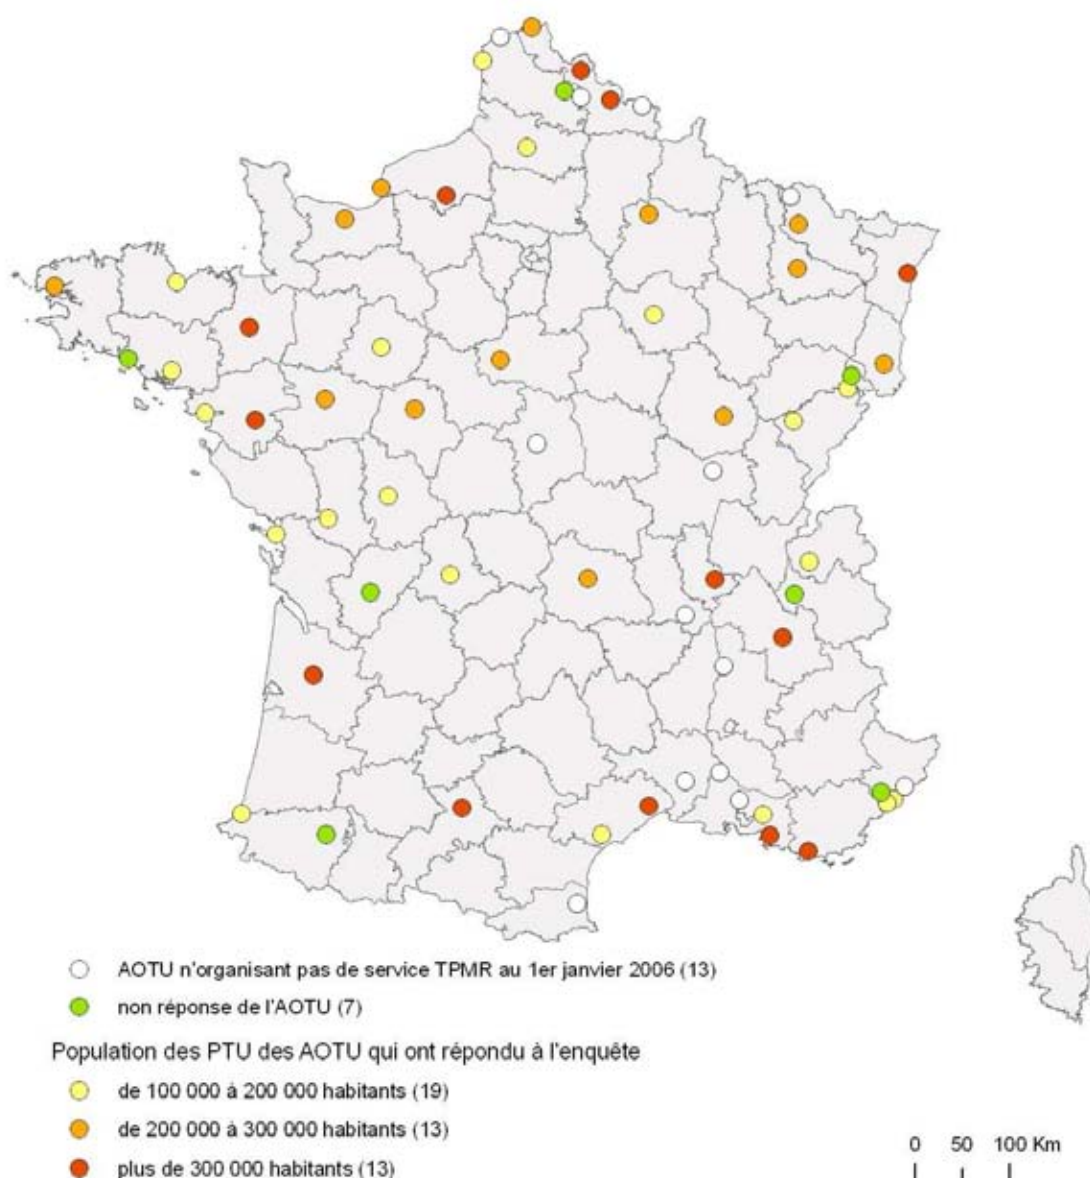 AOTU n'organisant pas de service TPMR au 1er janvier 2006 (13)
non réponse de l'AOTU (7)
Population des PTU des AOTU qui ont répondu à l'enquête
de 100 000 à 200 000 habitants (19)
de 200 000 à 300 000 habitants (13)
plus de 300 000 habitants (13)
0 50 100 Km